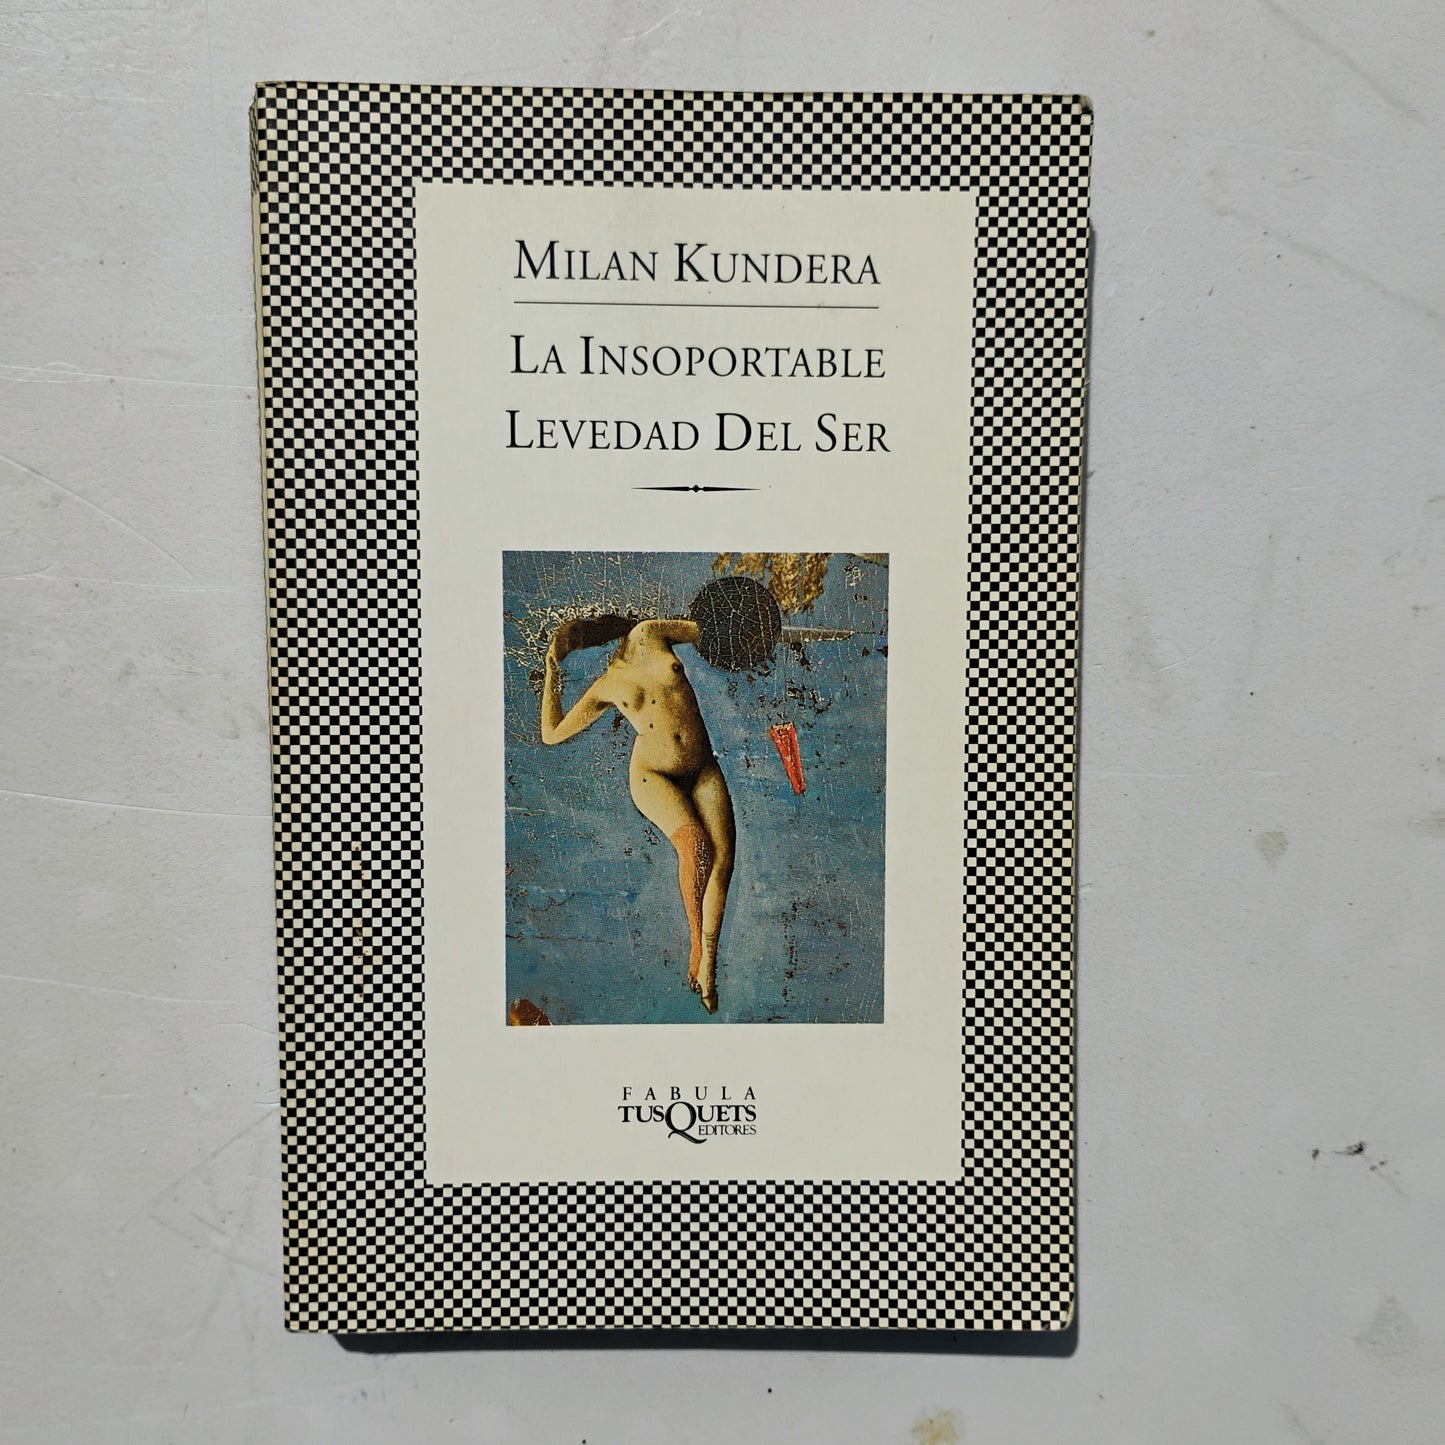 MILAN KUNDERA
LA INSOPORTABLE
LEVEDAD DEL SER
FABULA
TUSQUETS
EDITORES